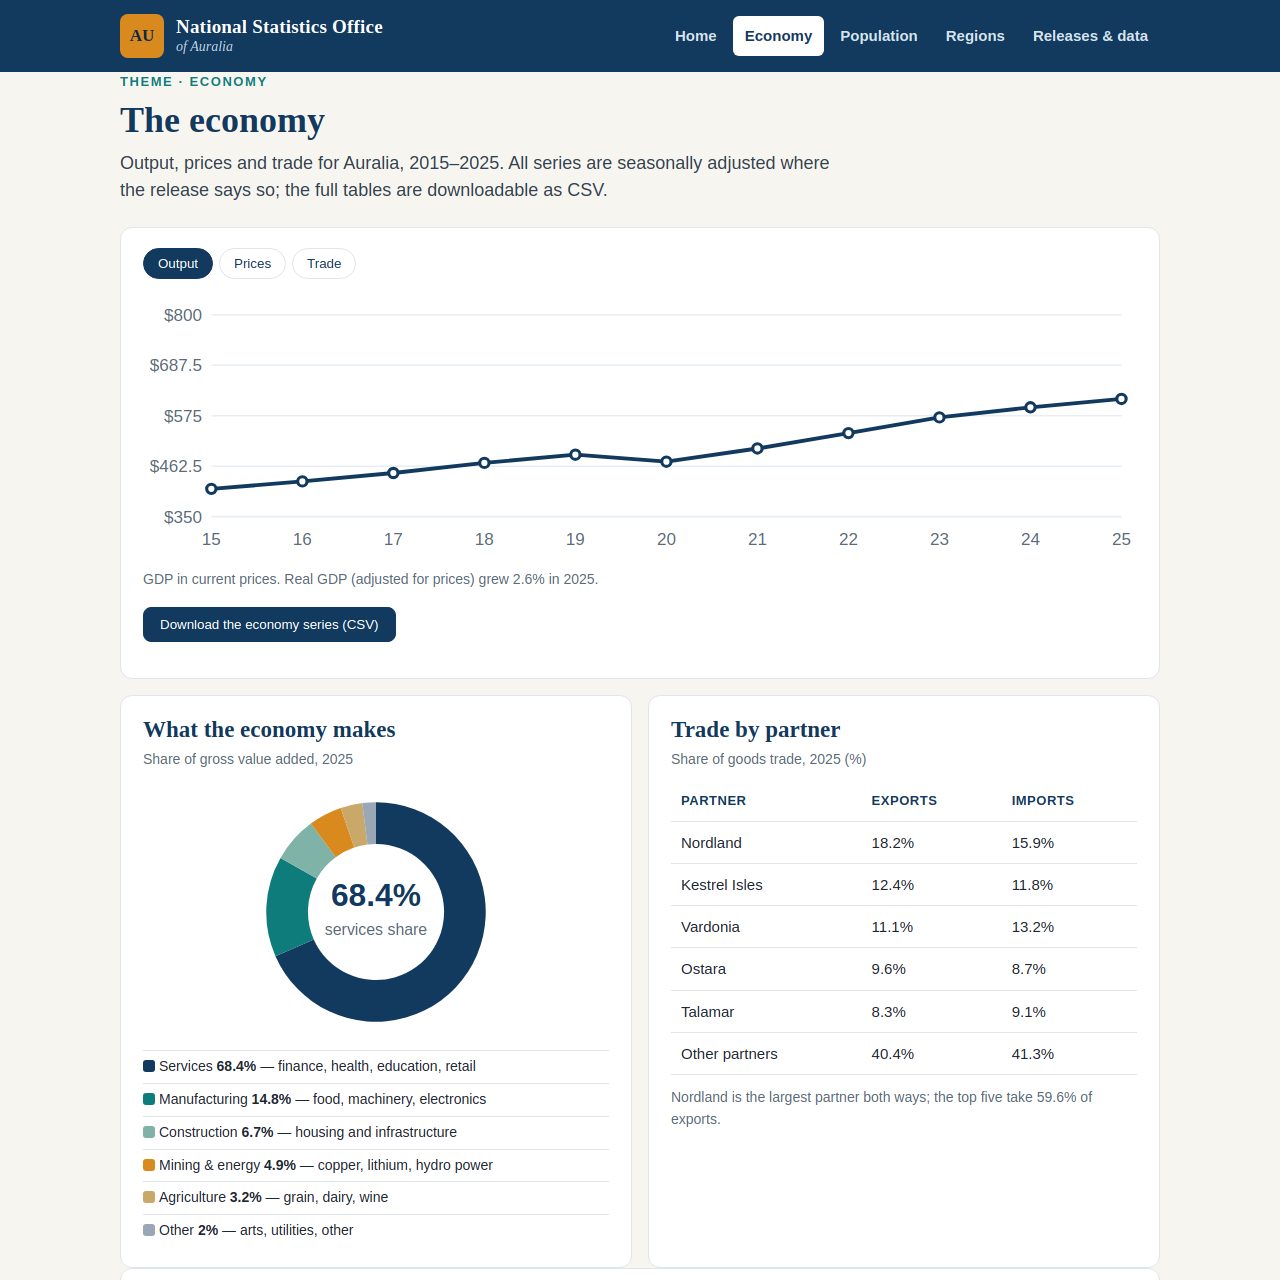 AU
National Statistics Office
of Auralia
Home Economy Population Regions Releases & data
THEME · ECONOMY
The economy
Output, prices and trade for Auralia, 2015–2025. All series are seasonally adjusted where
the release says so; the full tables are downloadable as CSV.
Output Prices Trade
$800
$687.5
$575
$462.5
$350
15 16 17 18 19 20 21 22 23 24 25
GDP in current prices. Real GDP (adjusted for prices) grew 2.6% in 2025.
Download the economy series (CSV)
What the economy makes
Share of gross value added, 2025
68.4%
services share
Services 68.4% — finance, health, education, retail
Manufacturing 14.8% — food, machinery, electronics
Construction 6.7% — housing and infrastructure
Mining & energy 4.9% — copper, lithium, hydro power
Agriculture 3.2% — grain, dairy, wine
Other 2% — arts, utilities, other
Trade by partner
Share of goods trade, 2025 (%)
PARTNER EXPORTS IMPORTS
Nordland 18.2% 15.9%
Kestrel Isles 12.4% 11.8%
Vardonia 11.1% 13.2%
Ostara 9.6% 8.7%
Talamar 8.3% 9.1%
Other partners 40.4% 41.3%
Nordland is the largest partner both ways; the top five take 59.6% of
exports.